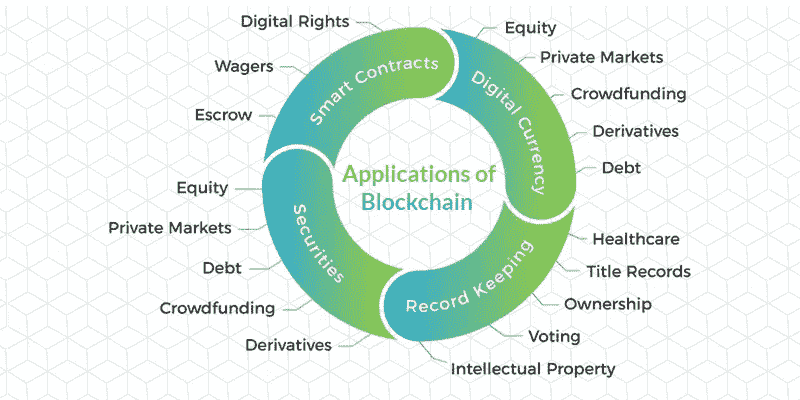 Applications of
Blockchain
Smart Contracts
Digital Rights
Wagers
Escrow
Digital Currency
Equity
Private Markets
Crowdfunding
Derivatives
Debt
Record Keeping
Healthcare
Title Records
Ownership
Voting
Intellectual Property
Securities
Equity
Private Markets
Debt
Crowdfunding
Derivatives